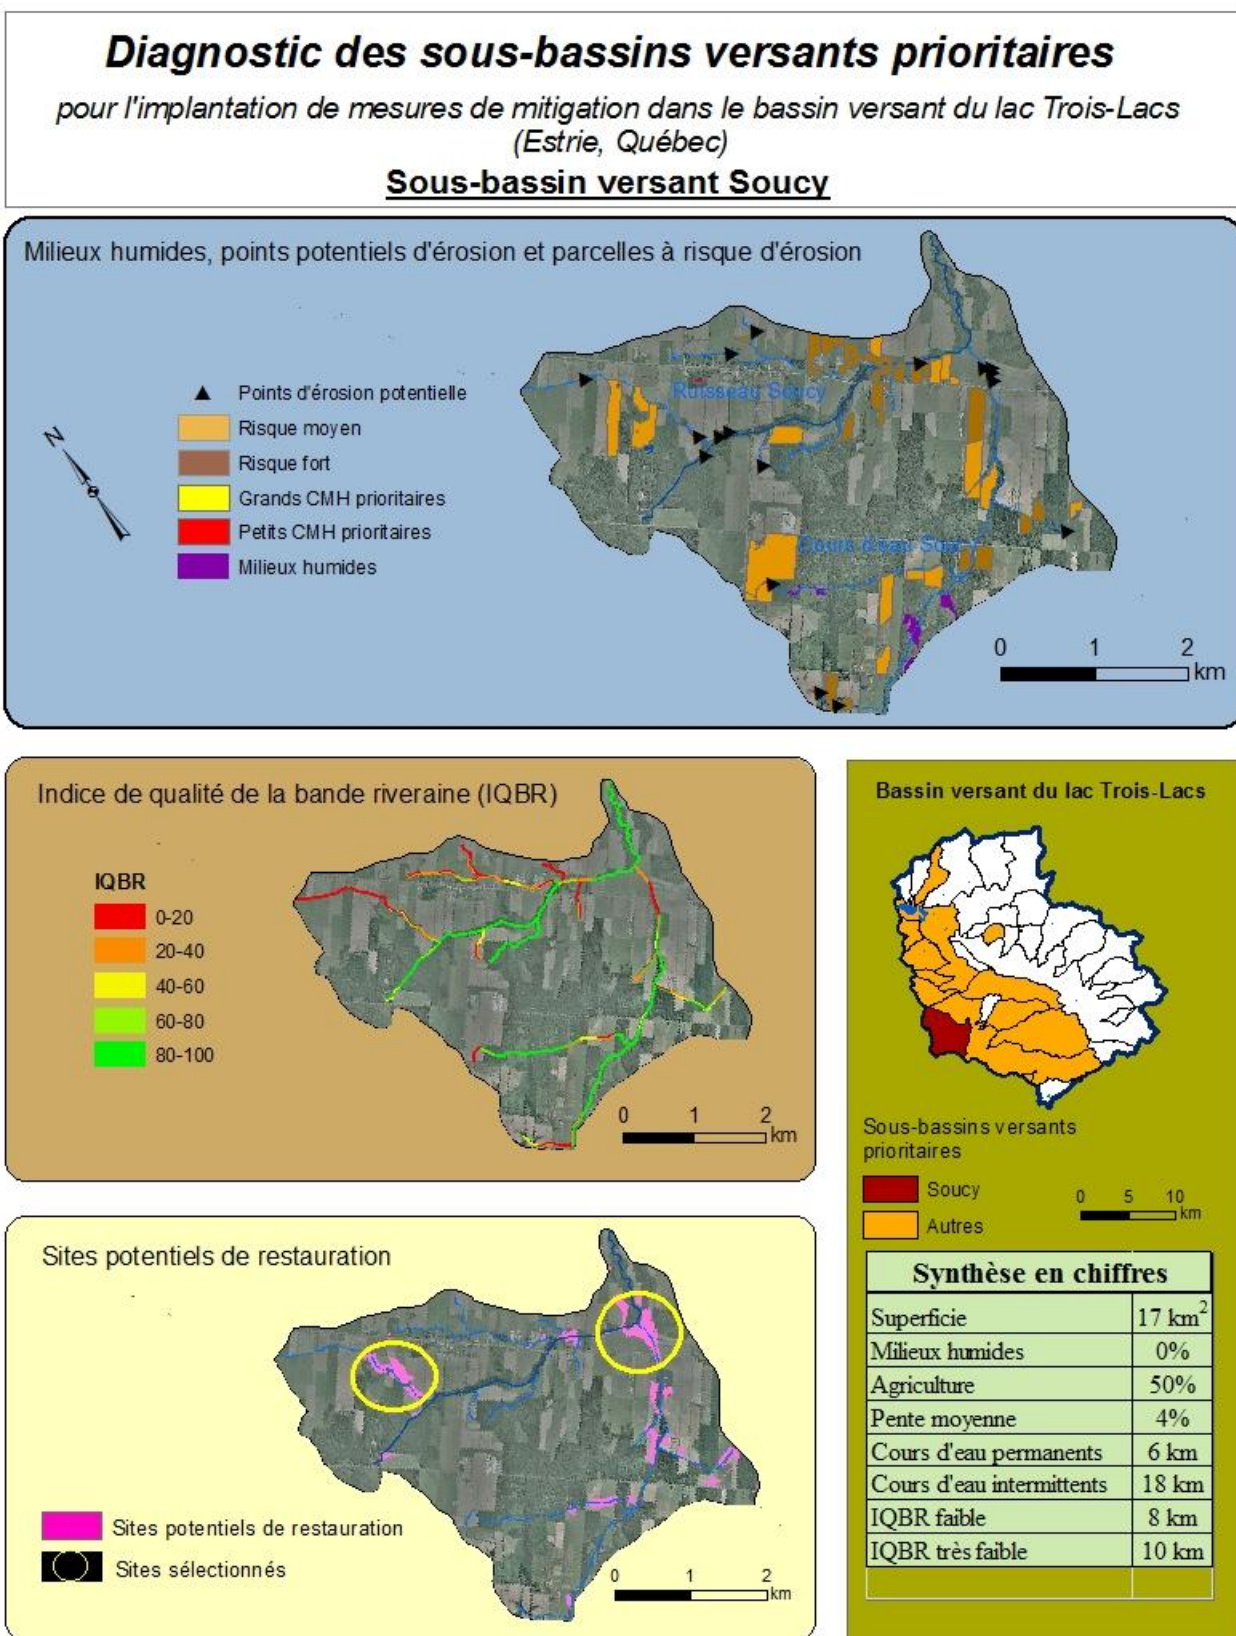 Diagnostic des sous-bassins versants prioritaires
pour l'implantation de mesures de mitigation dans le bassin versant du lac Trois-Lacs
(Estrie, Québec)
Sous-bassin versant Soucy
Milieux humides, points potentiels d'érosion et parcelles à risque d'érosion
N
Points d'érosion potentielle
Risque moyen
Risque fort
Grands CMH prioritaires
Petits CMH prioritaires
Milieux humides
Ruisseau Soucy
Cours d'eau Soucy
0 1 2
km
Indice de qualité de la bande riveraine (IQBR)
IQBR
0-20
20-40
40-60
60-80
80-100
0 1 2
km
Sites potentiels de restauration
Sites potentiels de restauration
Sites sélectionnés
0 1 2
km
Bassin versant du lac Trois-Lacs
Sous-bassins versants
prioritaires
Soucy
Autres
0 5 10
km
Synthèse en chiffres
Superficie 17 km²
Milieux humides 0%
Agriculture 50%
Pente moyenne 4%
Cours d'eau permanents 6 km
Cours d'eau intermittents 18 km
IQBR faible 8 km
IQBR très faible 10 km